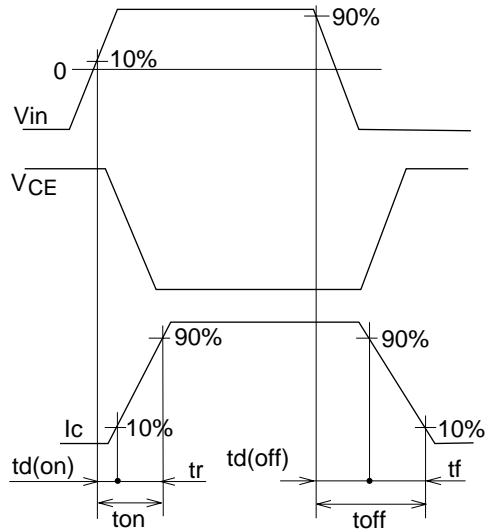 90%
10%
0
Vin
VCE
90%
90%
Ic
10%
10%
td(on)
tr
td(off)
tf
ton
toff